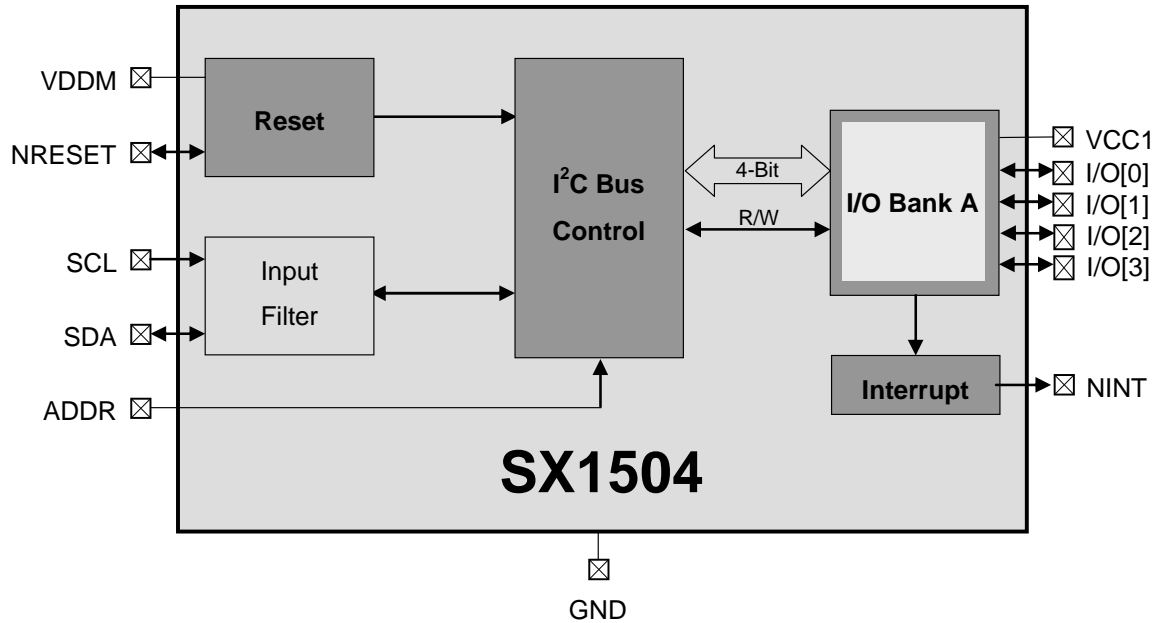 VDDM
NRESET
SCL
SDA
ADDR
Reset
Input
Filter
I²C Bus
Control
4-Bit
R/W
I/O Bank A
Interrupt
VCC1
I/O[0]
I/O[1]
I/O[2]
I/O[3]
NINT
SX1504
GND